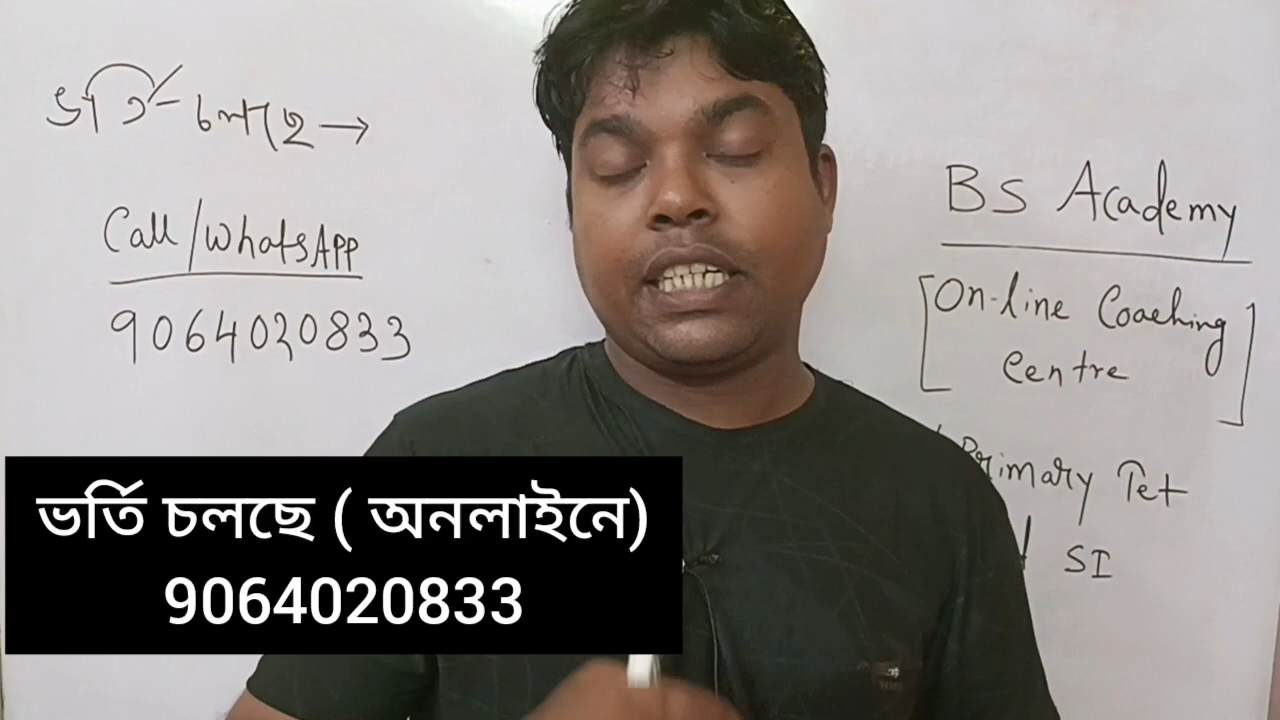 ভর্তি চলছে →
Call/WhatsAPP
9064020833
BS Academy
[On-line Coaching
Centre]
Primary Tet
SI
ভর্তি চলছে ( অনলাইনে)
9064020833